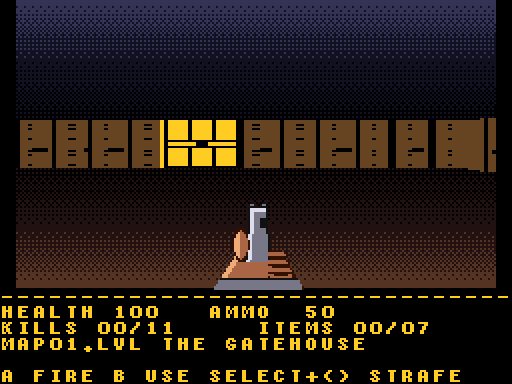 HEALTH 100 AMMO 50
KILLS 00/11 ITEMS 00/07
MAP01.LVL THE GATEHOUSE
A FIRE B USE SELECT+<> STRAFE